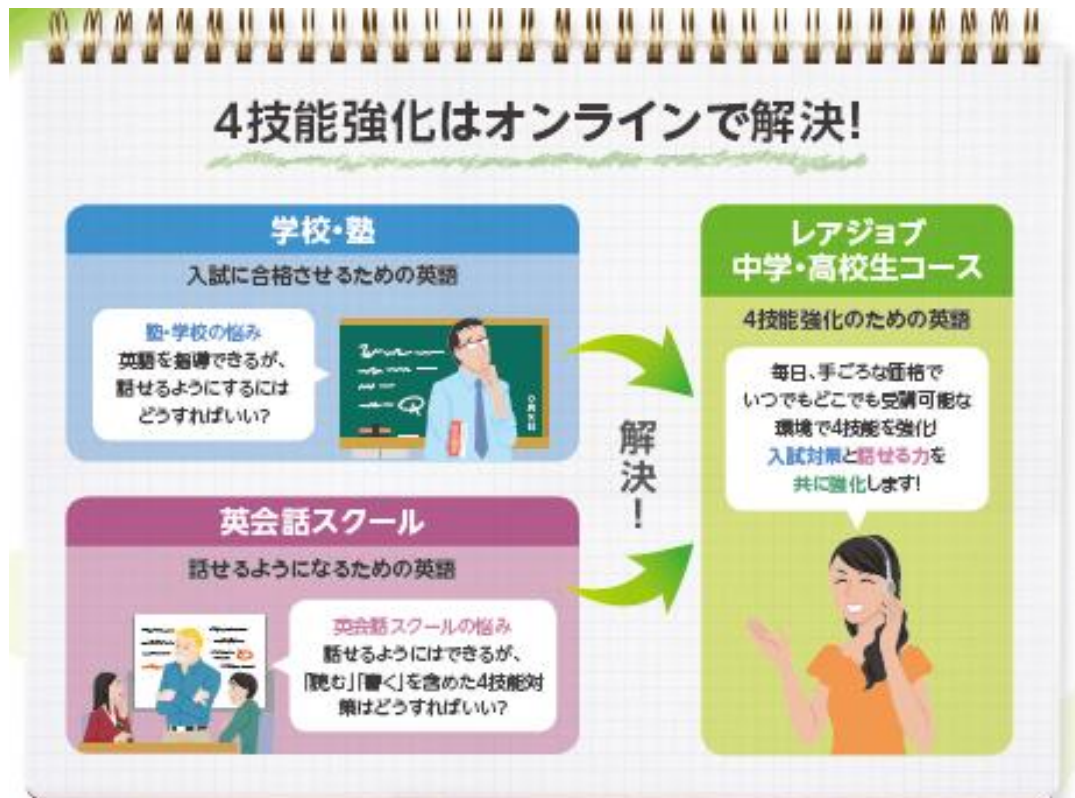 4技能強化はオンラインで解決!
学校・塾
入試に合格させるための英語
塾・学校の悩み
英語を指導できるが、
話せるようにするには
どうすればいい?
英会話スクール
話せるようになるための英語
英会話スクールの悩み
話せるようにはできるが、
「読む」「書く」を含めた4技能対
策はどうすればいい?
解決!
レアジョブ
中学・高校生コース
4技能強化のための英語
毎日、手ごろな価格で
いつでもどこでも受講可能な
環境で4技能を強化!
入試対策と話せる力を
共に強化します!